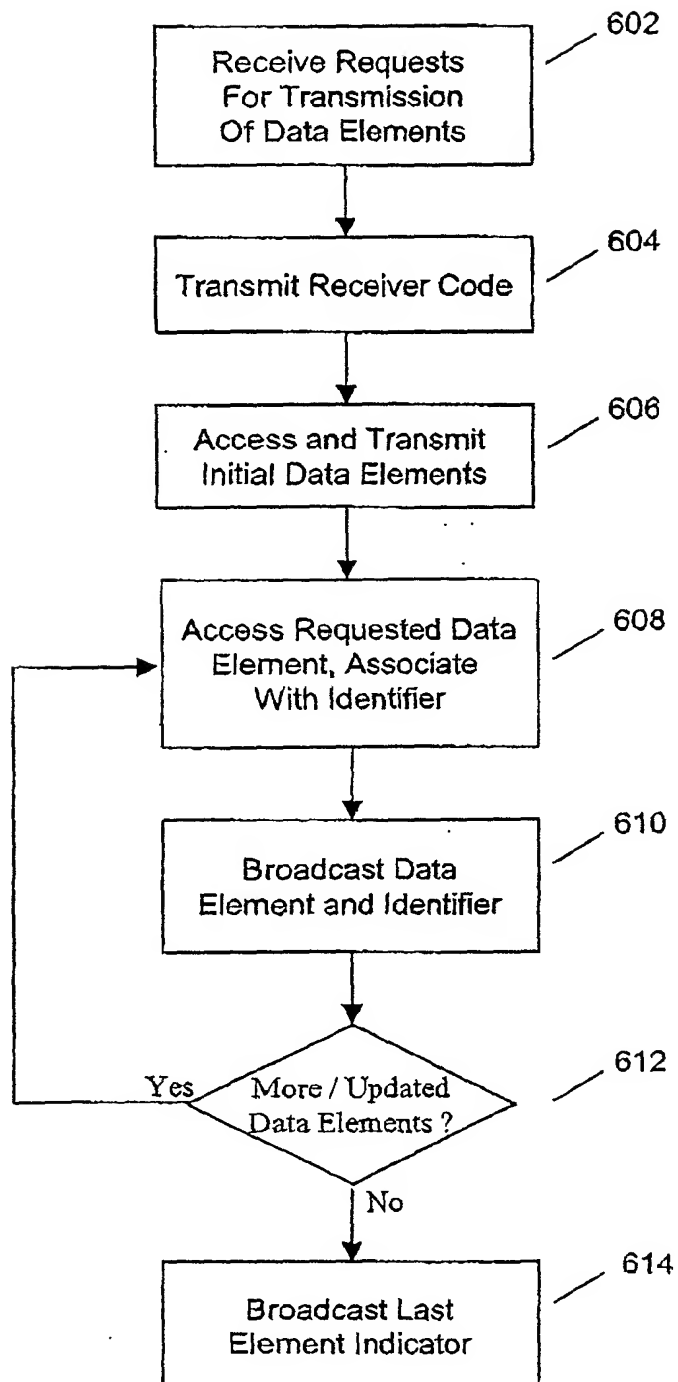 602
Receive Requests
For Transmission
Of Data Elements
604
Transmit Receiver Code
606
Access and Transmit
Initial Data Elements
608
Access Requested Data
Element, Associate
With Identifier
610
Broadcast Data
Element and Identifier
612
Yes
More / Updated
Data Elements ?
No
614
Broadcast Last
Element Indicator